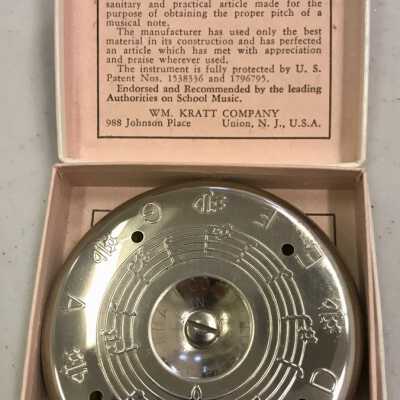 sanitary and practical article made for the
purpose of obtaining the proper pitch of a
musical note.
The manufacturer has used only the best
material in its construction and has perfected
an article which has met with appreciation
and praise wherever used.
The instrument is fully protected by U. S.
Patent Nos. 1538336 and 1796795.
Endorsed and Recommended by the leading
Authorities on School Music.
WM. KRATT COMPANY
988 Johnson Place Union, N. J., U.S.A.
G
F
A
D